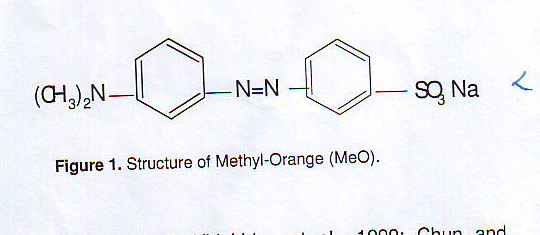 (CH3)2N N=N SO3 Na
Figure 1. Structure of Methyl-Orange (MeO).